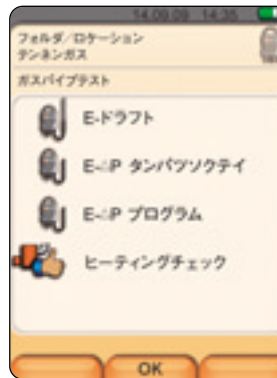 14.09.09 14:35
フォルダ/ロケーション
テンネンガス
ガスパイプテスト
E-ドラフト
E-△P タンパツソクテイ
E-△P プログラム
ヒーティングチェック
OK